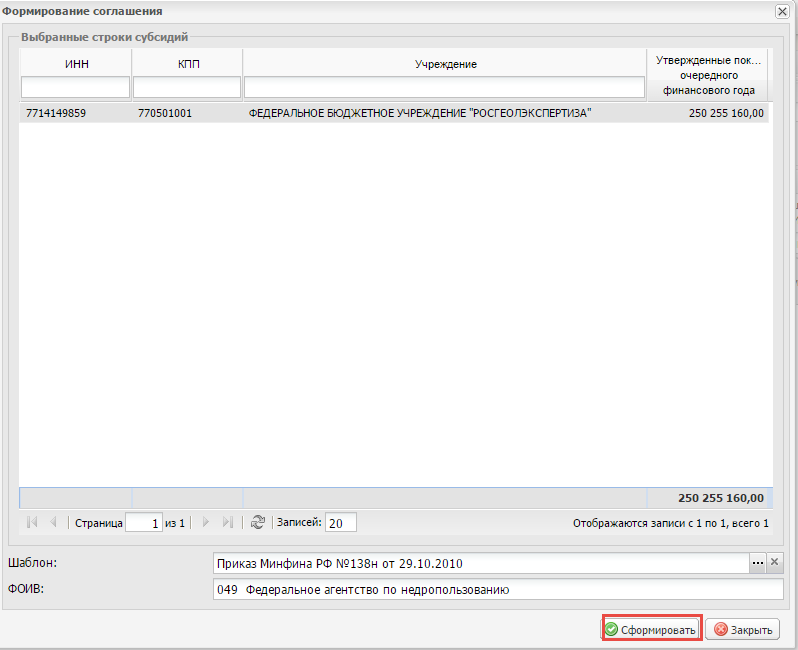 Формирование соглашения
Выбранные строки субсидий
ИНН КПП Учреждение Утвержденные пок... очередного финансового года
7714149859 770501001 ФЕДЕРАЛЬНОЕ БЮДЖЕТНОЕ УЧРЕЖДЕНИЕ "РОСГЕОЛЭКСПЕРТИЗА" 250 255 160,00
250 255 160,00
Страница 1 из 1 Записей: 20 Отображаются записи с 1 по 1, всего 1
Шаблон: Приказ Минфина РФ №138н от 29.10.2010 ...
ФОИВ: 049 Федеральное агентство по недропользованию
Сформировать Закрыть